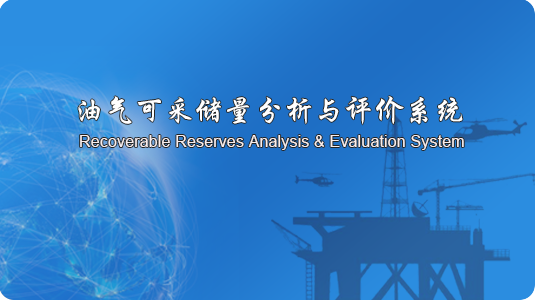 油气可采储量分析与评价系统
Recoverable Reserves Analysis & Evaluation System